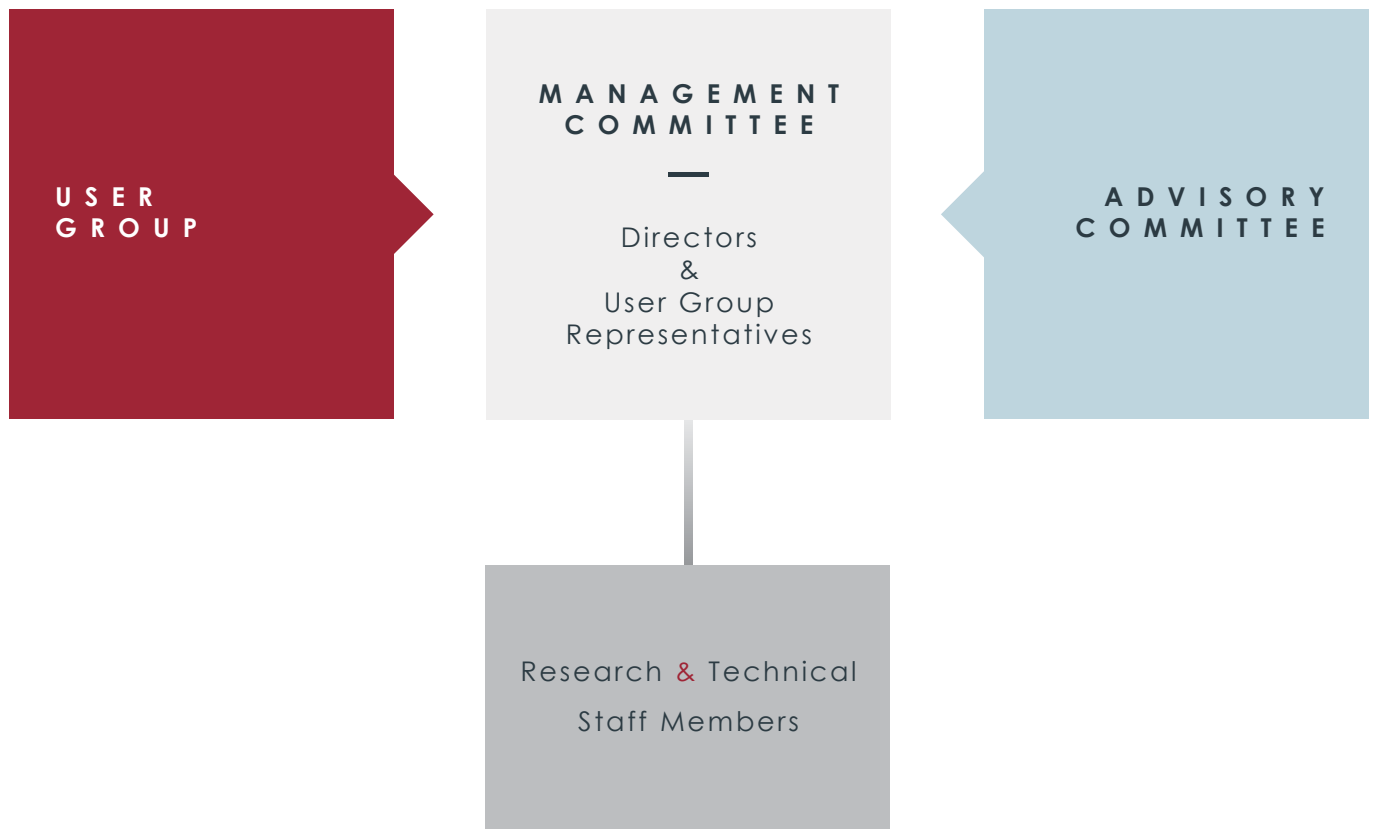 USER
GROUP
MANAGEMENT
COMMITTEE
Directors
&
User Group
Representatives
ADVISORY
COMMITTEE
Research & Technical
Staff Members